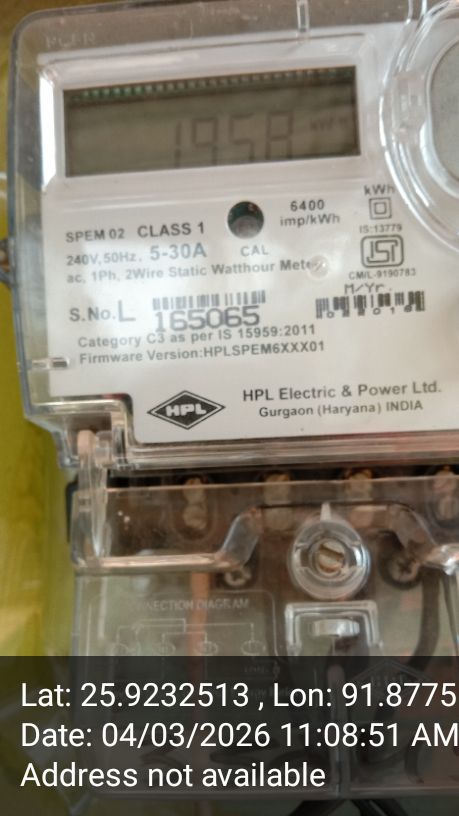 1958 kWh
SPEM 02 CLASS 1
6400
imp/kWh
kWh
IS:13779
240V, 50Hz, 5-30A CAL
ac, 1Ph, 2Wire Static Watthour Meter
CM/L-9190783
M/Yr.
S.No. L 165065
Category C3 as per IS 15959:2011
Firmware Version:HPLSPEM6XXX01
HPL
HPL Electric & Power Ltd.
Gurgaon (Haryana) INDIA
CONNECTION DIAGRAM
Lat: 25.9232513 , Lon: 91.8775
Date: 04/03/2026 11:08:51 AM
Address not available